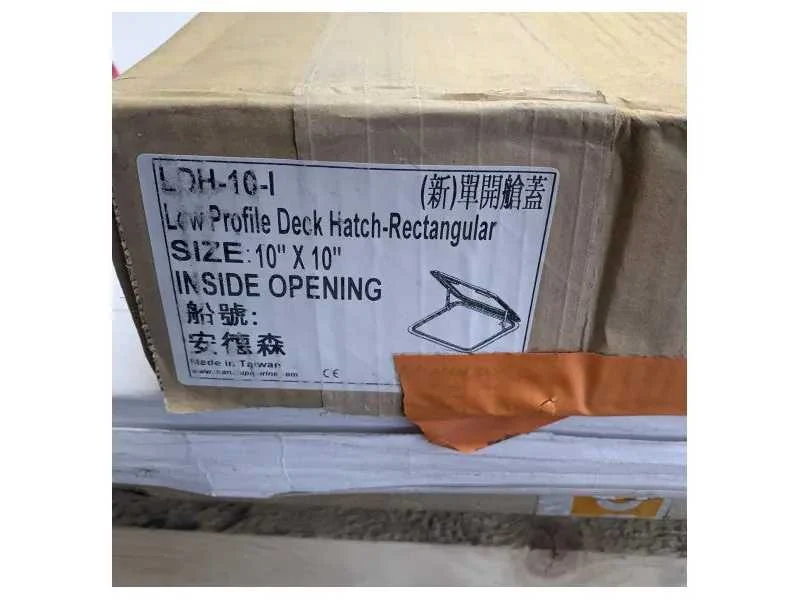 LDH-10-I
(新)單開艙蓋
Low Profile Deck Hatch-Rectangular
SIZE: 10" X 10"
INSIDE OPENING
船號:
安德森
Made in Taiwan
CE